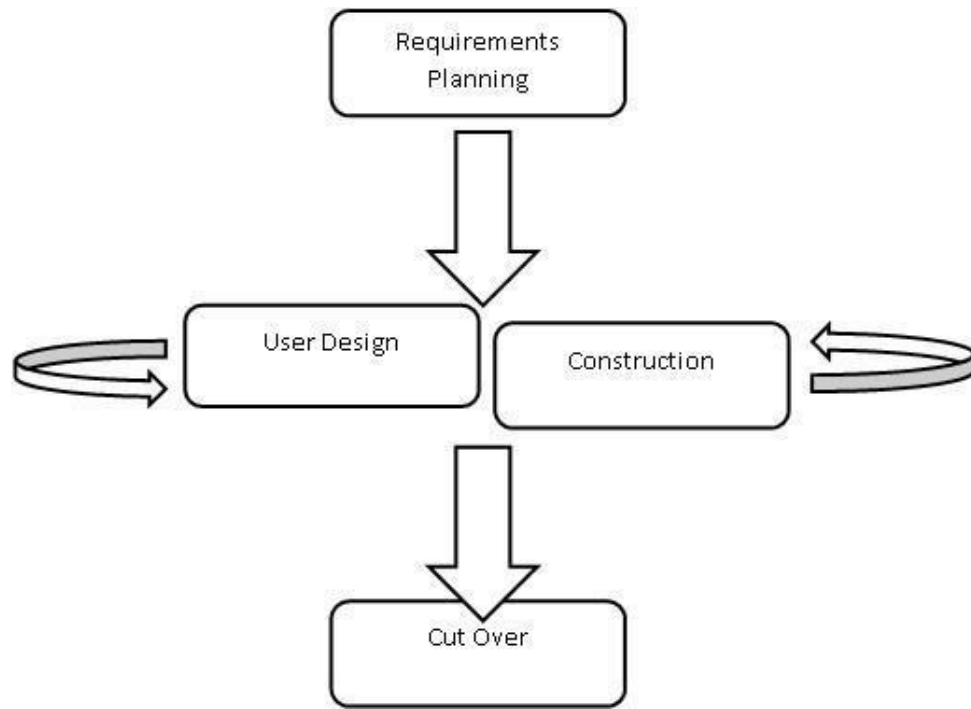 Requirements
Planning
User Design
Construction
Cut Over